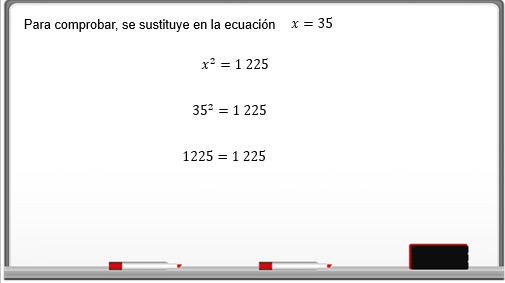 Para comprobar, se sustituye en la ecuación x = 35
x² = 1 225
35² = 1 225
1225 = 1 225